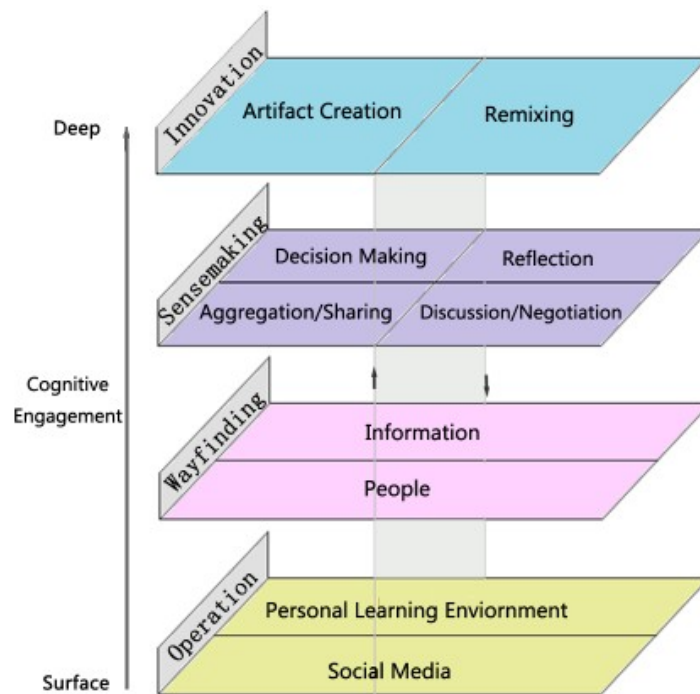 Innovation
Artifact Creation
Remixing
Deep
Sensemaking
Decision Making
Reflection
Aggregation/Sharing
Discussion/Negotiation
Cognitive
Engagement
Wayfinding
Information
People
Operation
Personal Learning Enviornment
Social Media
Surface